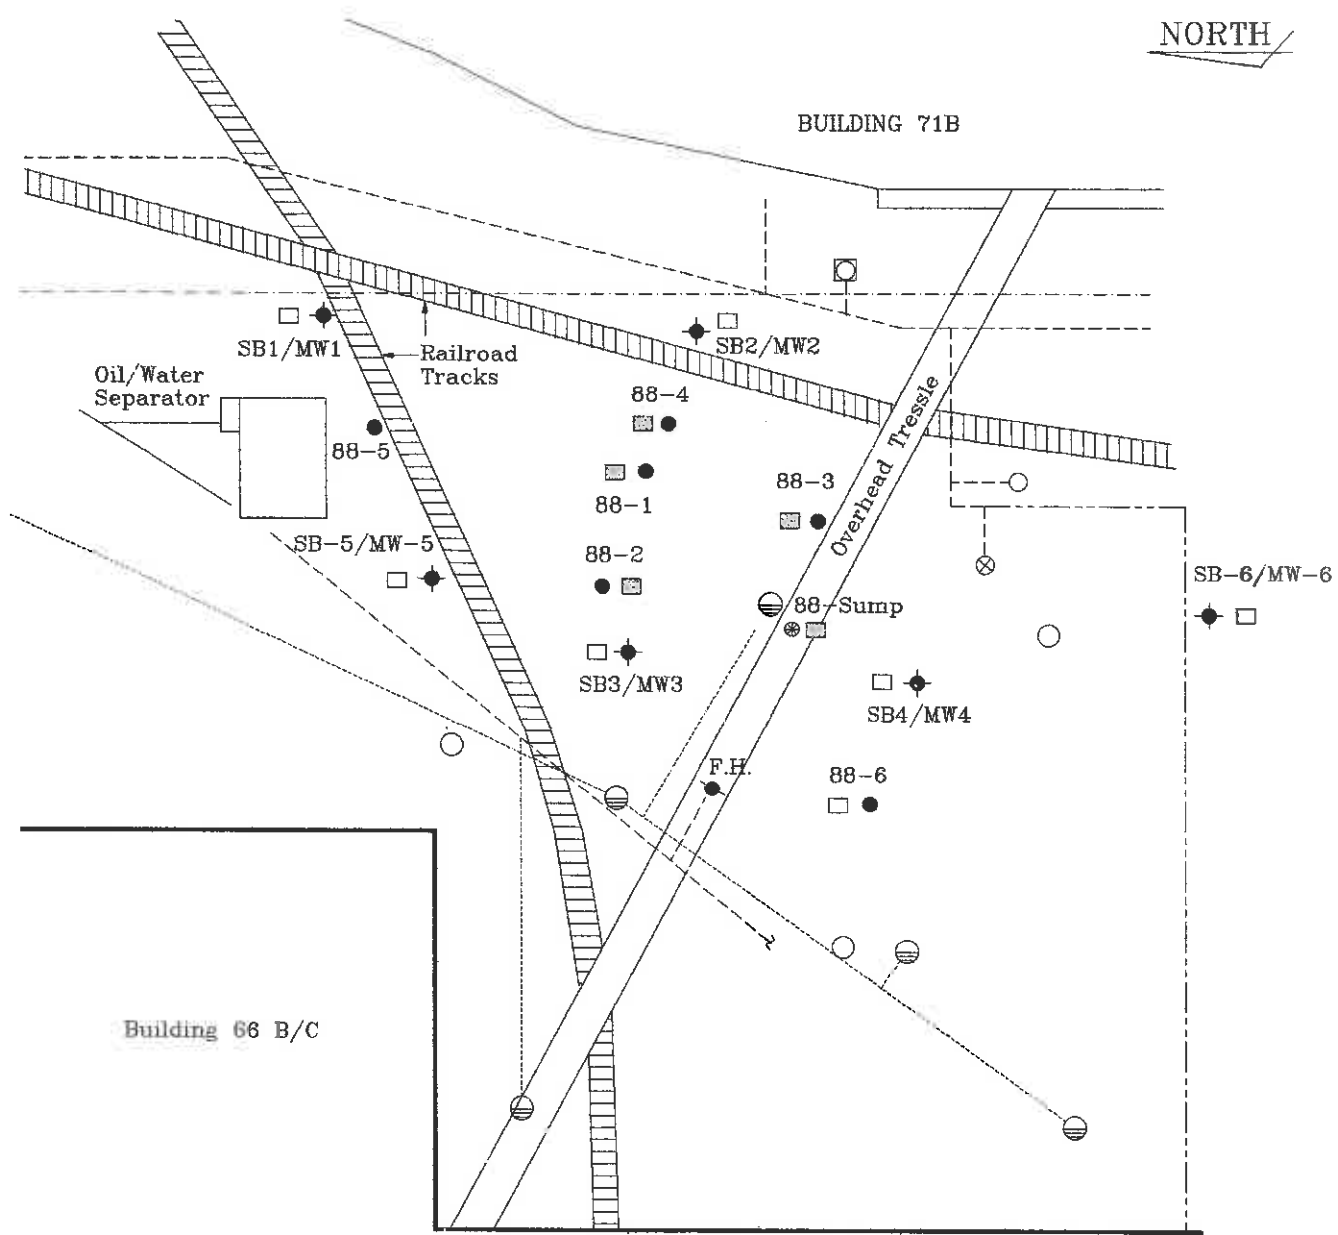 NORTH
BUILDING 71B
SB1/MW1
SB2/MW2
Railroad
Tracks
Oil/Water
Separator
88-4
Overhead Tressle
88-5
88-1
88-3
SB-5/MW-5
88-2
SB-6/MW-6
88-Sump
SB3/MW3
SB4/MW4
F.H.
88-6
Building 66 B/C